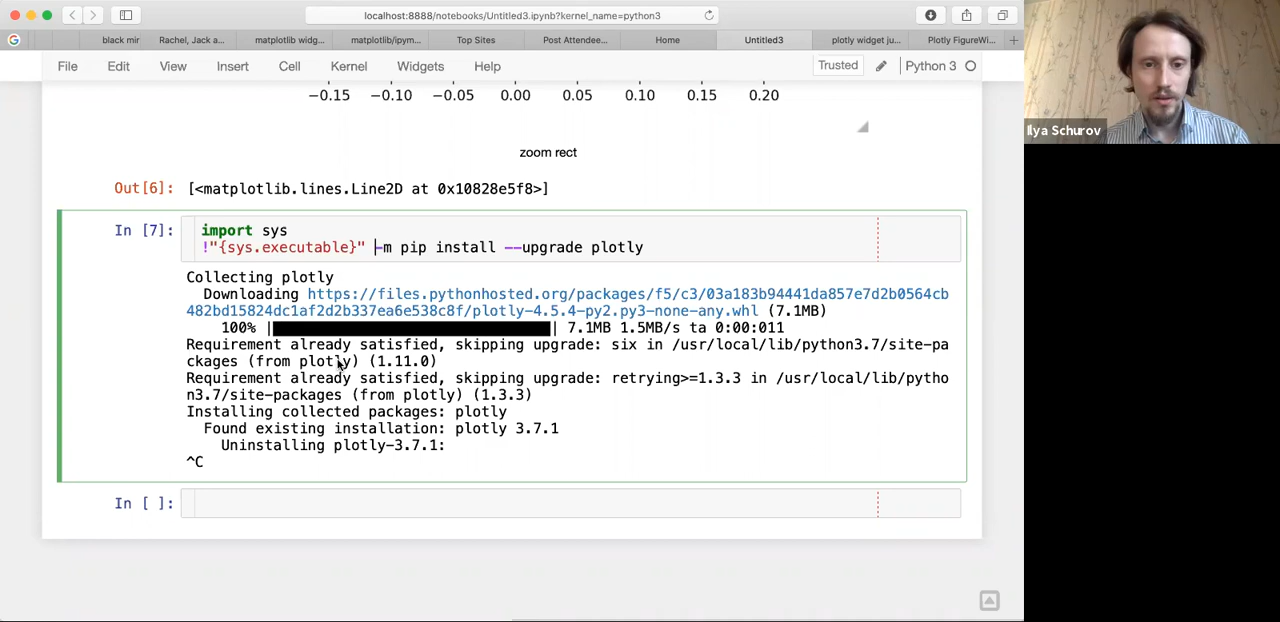 localhost:8888/notebooks/Untitled3.ipynb?kernel_name=python3
black mir
Rachel, Jack a...
matplotlib widg...
matplotlib/ipym...
Top Sites
Post Attendee...
Home
Untitled3
plotly widget ju...
Plotly FigureWi...
File Edit View Insert Cell Kernel Widgets Help Trusted Python 3
−0.15 −0.10 −0.05 0.00 0.05 0.10 0.15 0.20
zoom rect
Out[6]: [<matplotlib.lines.Line2D at 0x10828e5f8>]
In [7]: import sys
!"{sys.executable}" -m pip install --upgrade plotly
Collecting plotly
Downloading https://files.pythonhosted.org/packages/f5/c3/03a183b94441da857e7d2b0564cb
482bd15824dc1af2d2b337ea6e538c8f/plotly-4.5.4-py2.py3-none-any.whl (7.1MB)
100% || 7.1MB 1.5MB/s ta 0:00:011
Requirement already satisfied, skipping upgrade: six in /usr/local/lib/python3.7/site-pa
ckages (from plotly) (1.11.0)
Requirement already satisfied, skipping upgrade: retrying>=1.3.3 in /usr/local/lib/pytho
n3.7/site-packages (from plotly) (1.3.3)
Installing collected packages: plotly
Found existing installation: plotly 3.7.1
Uninstalling plotly-3.7.1:
^C
In [ ]:
Ilya Schurov